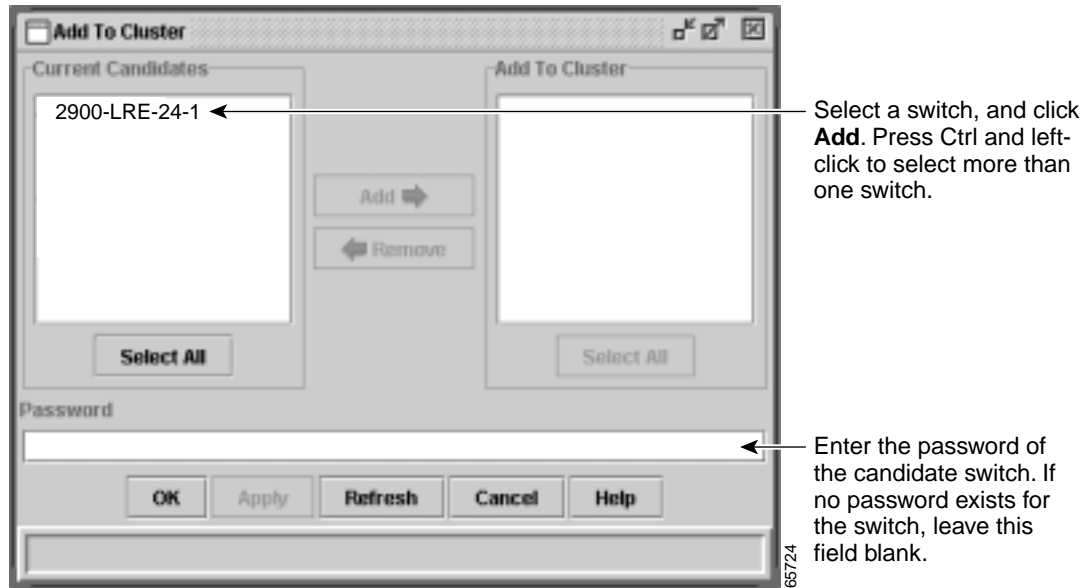 Add To Cluster
Current Candidates
Add To Cluster
2900-LRE-24-1
Select a switch, and click
Add. Press Ctrl and left-
click to select more than
one switch.
Add
Remove
Select All
Select All
Password
Enter the password of
the candidate switch. If
no password exists for
the switch, leave this
field blank.
OK
Apply
Refresh
Cancel
Help
65724